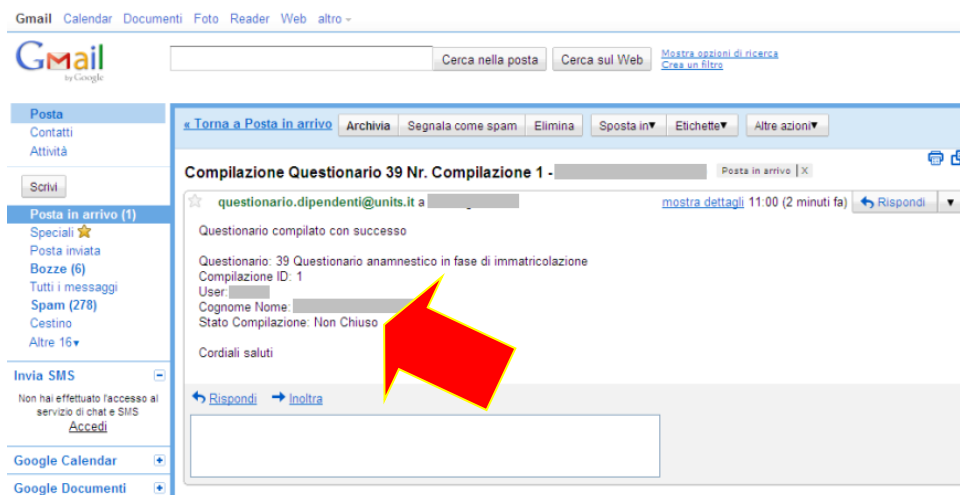 Gmail Calendar Documenti Foto Reader Web altro
Gmail
by Google
Cerca nella posta Cerca sul Web Mostra opzioni di ricerca
Crea un filtro
Posta
Contatti
Attività
Scrivi
Posta in arrivo (1)
Speciali
Posta inviata
Bozze (6)
Tutti i messaggi
Spam (278)
Cestino
Altre 16▾
Invia SMS
Non hai effettuato l'accesso al
servizio di chat e SMS
Accedi
Google Calendar
Google Documenti
« Torna a Posta in arrivo Archivia Segnala come spam Elimina Sposta in▼ Etichette▼ Altre azioni▼
Compilazione Questionario 39 Nr. Compilazione 1 - Posta in arrivo | X
questionario.dipendenti@units.it a mostra dettagli 11:00 (2 minuti fa) Rispondi ▼
Questionario compilato con successo
Questionario: 39 Questionario anamnestico in fase di immatricolazione
Compilazione ID: 1
User:
Cognome Nome:
Stato Compilazione: Non Chiuso
Cordiali saluti
Rispondi Inoltra